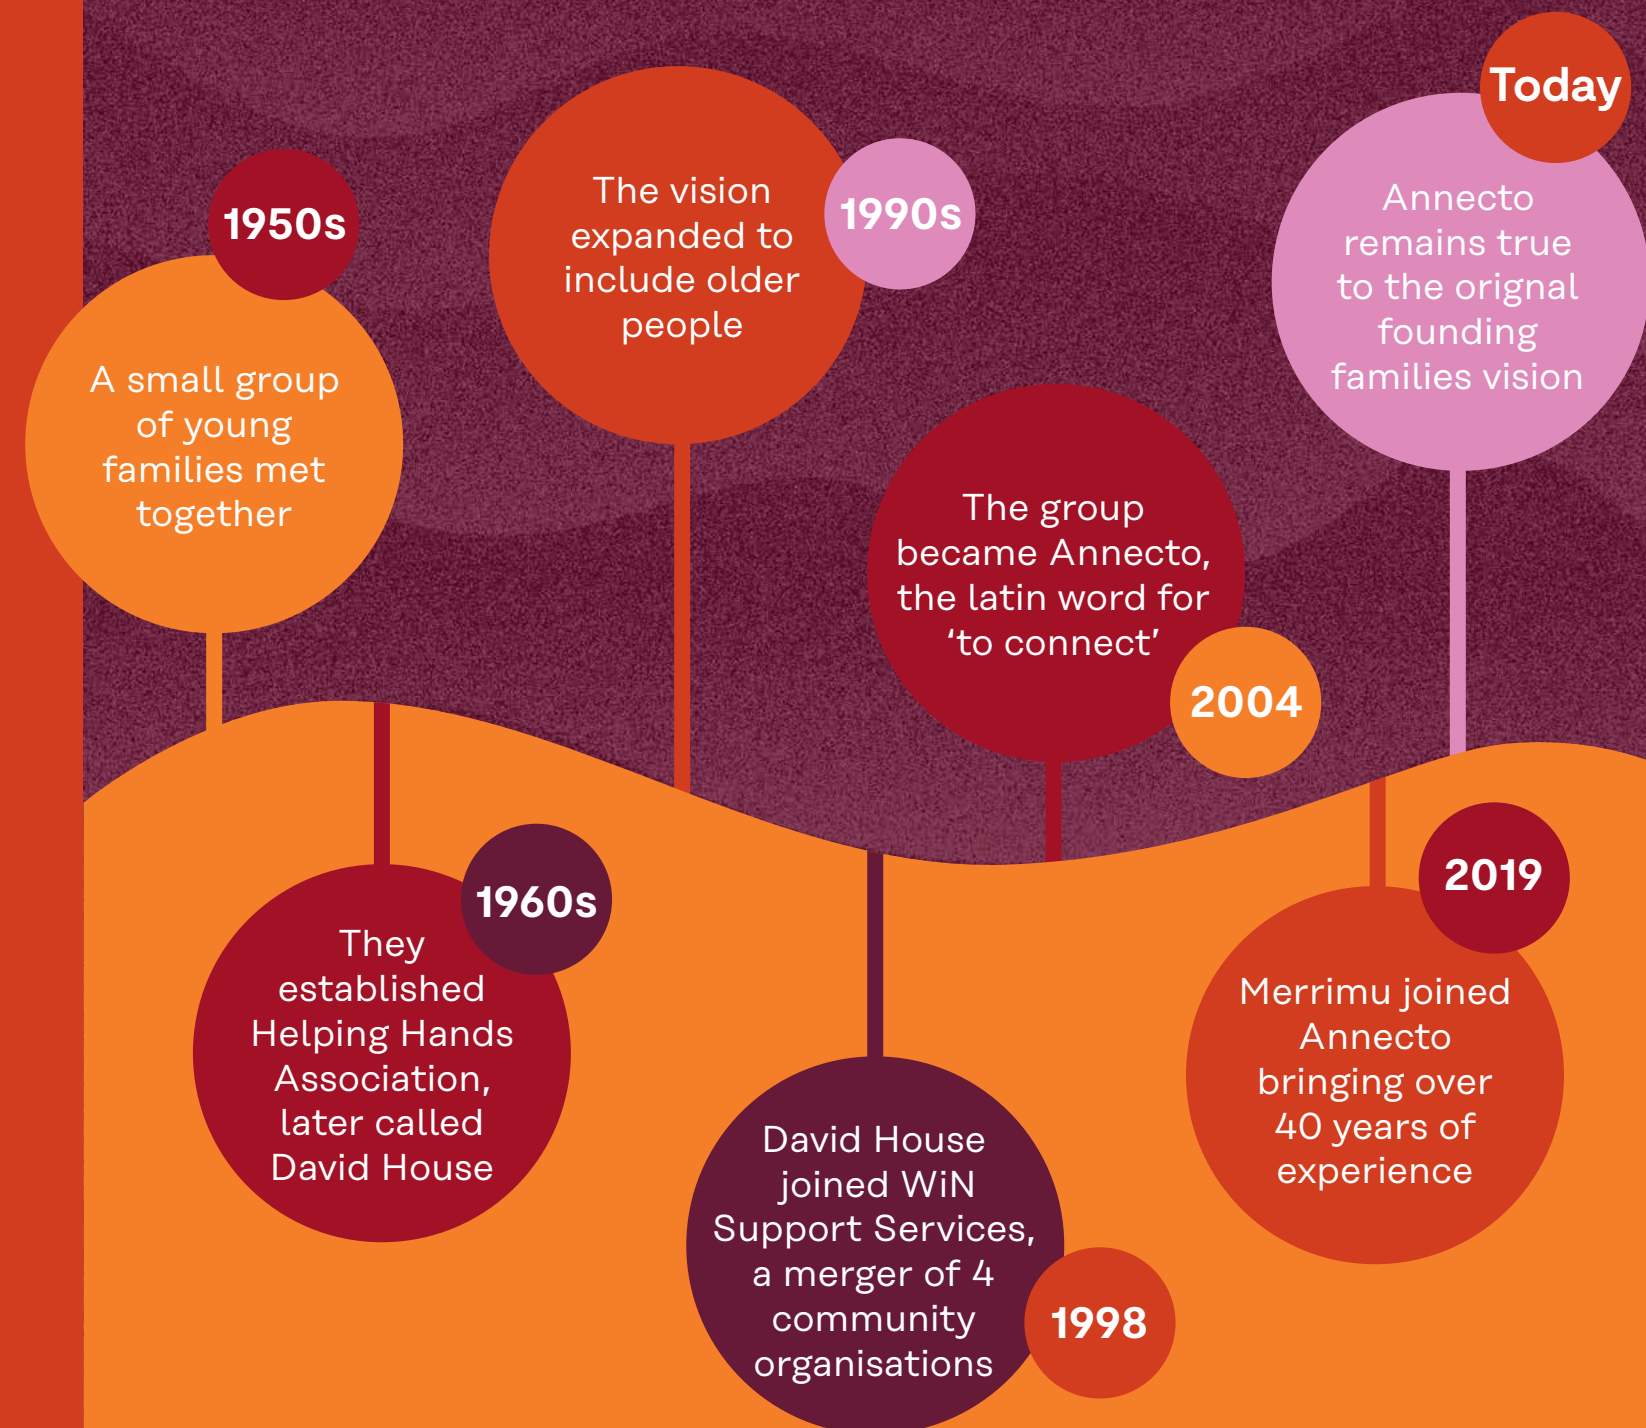 1950s
A small group
of young
families met
together
1960s
They
established
Helping Hands
Association,
later called
David House
1990s
The vision
expanded to
include older
people
1998
David House
joined WiN
Support Services,
a merger of 4
community
organisations
2004
The group
became Annecto,
the latin word for
‘to connect’
2019
Merrimu joined
Annecto
bringing over
40 years of
experience
Today
Annecto
remains true
to the orignal
founding
families vision